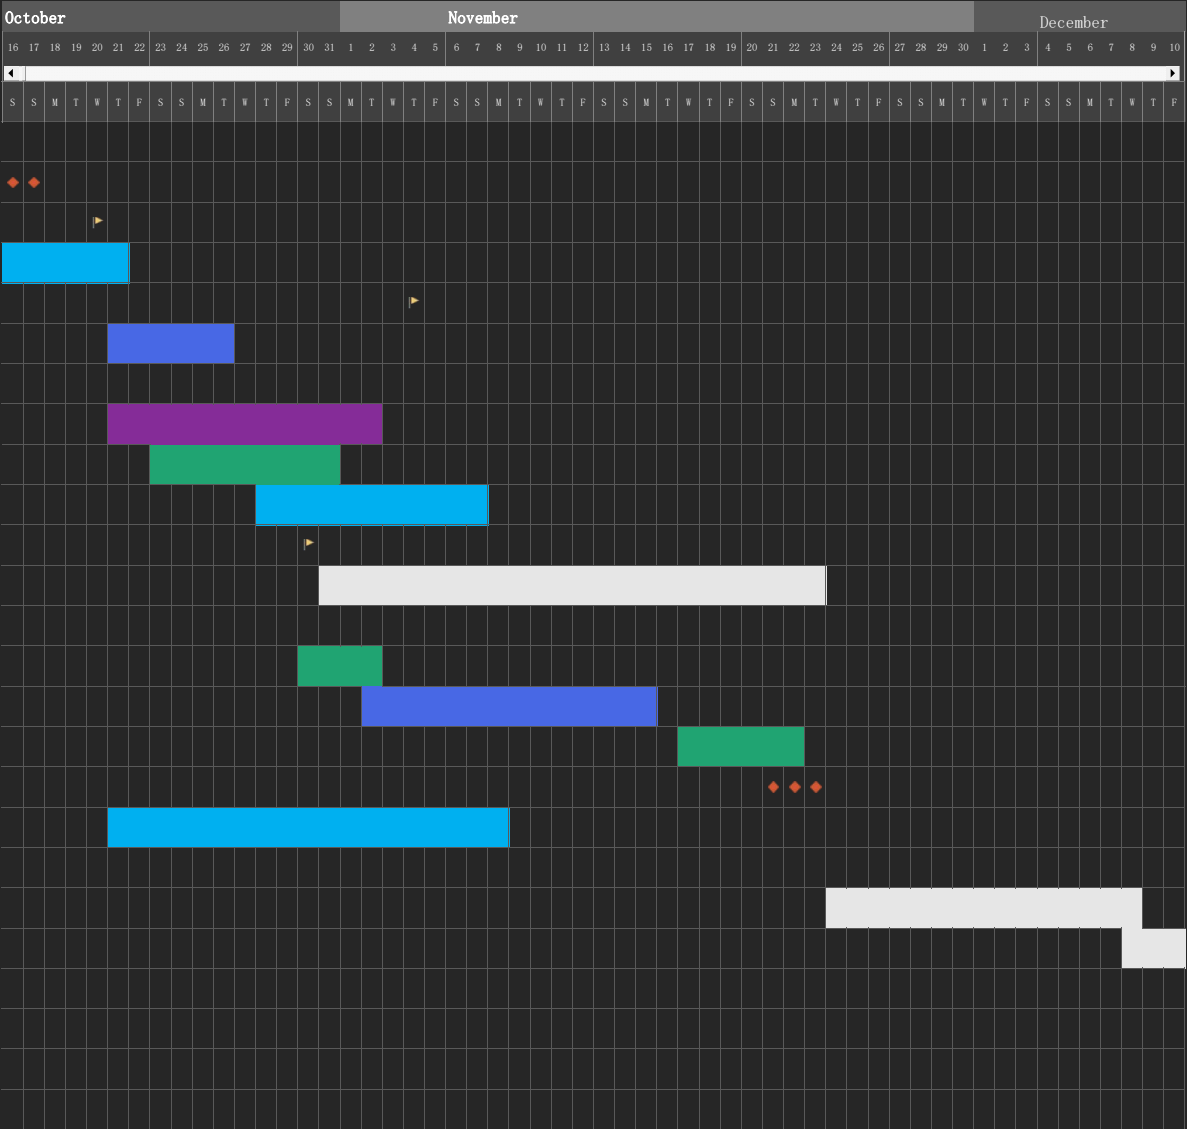 October November December
16 17 18 19 20 21 22 23 24 25 26 27 28 29 30 31 1 2 3 4 5 6 7 8 9 10 11 12 13 14 15 16 17 18 19 20 21 22 23 24 25 26 27 28 29 30 1 2 3 4 5 6 7 8 9 10
S S M T W T F S S M T W T F S S M T W T F S S M T W T F S S M T W T F S S M T W T F S S M T W T F S S M T W T F